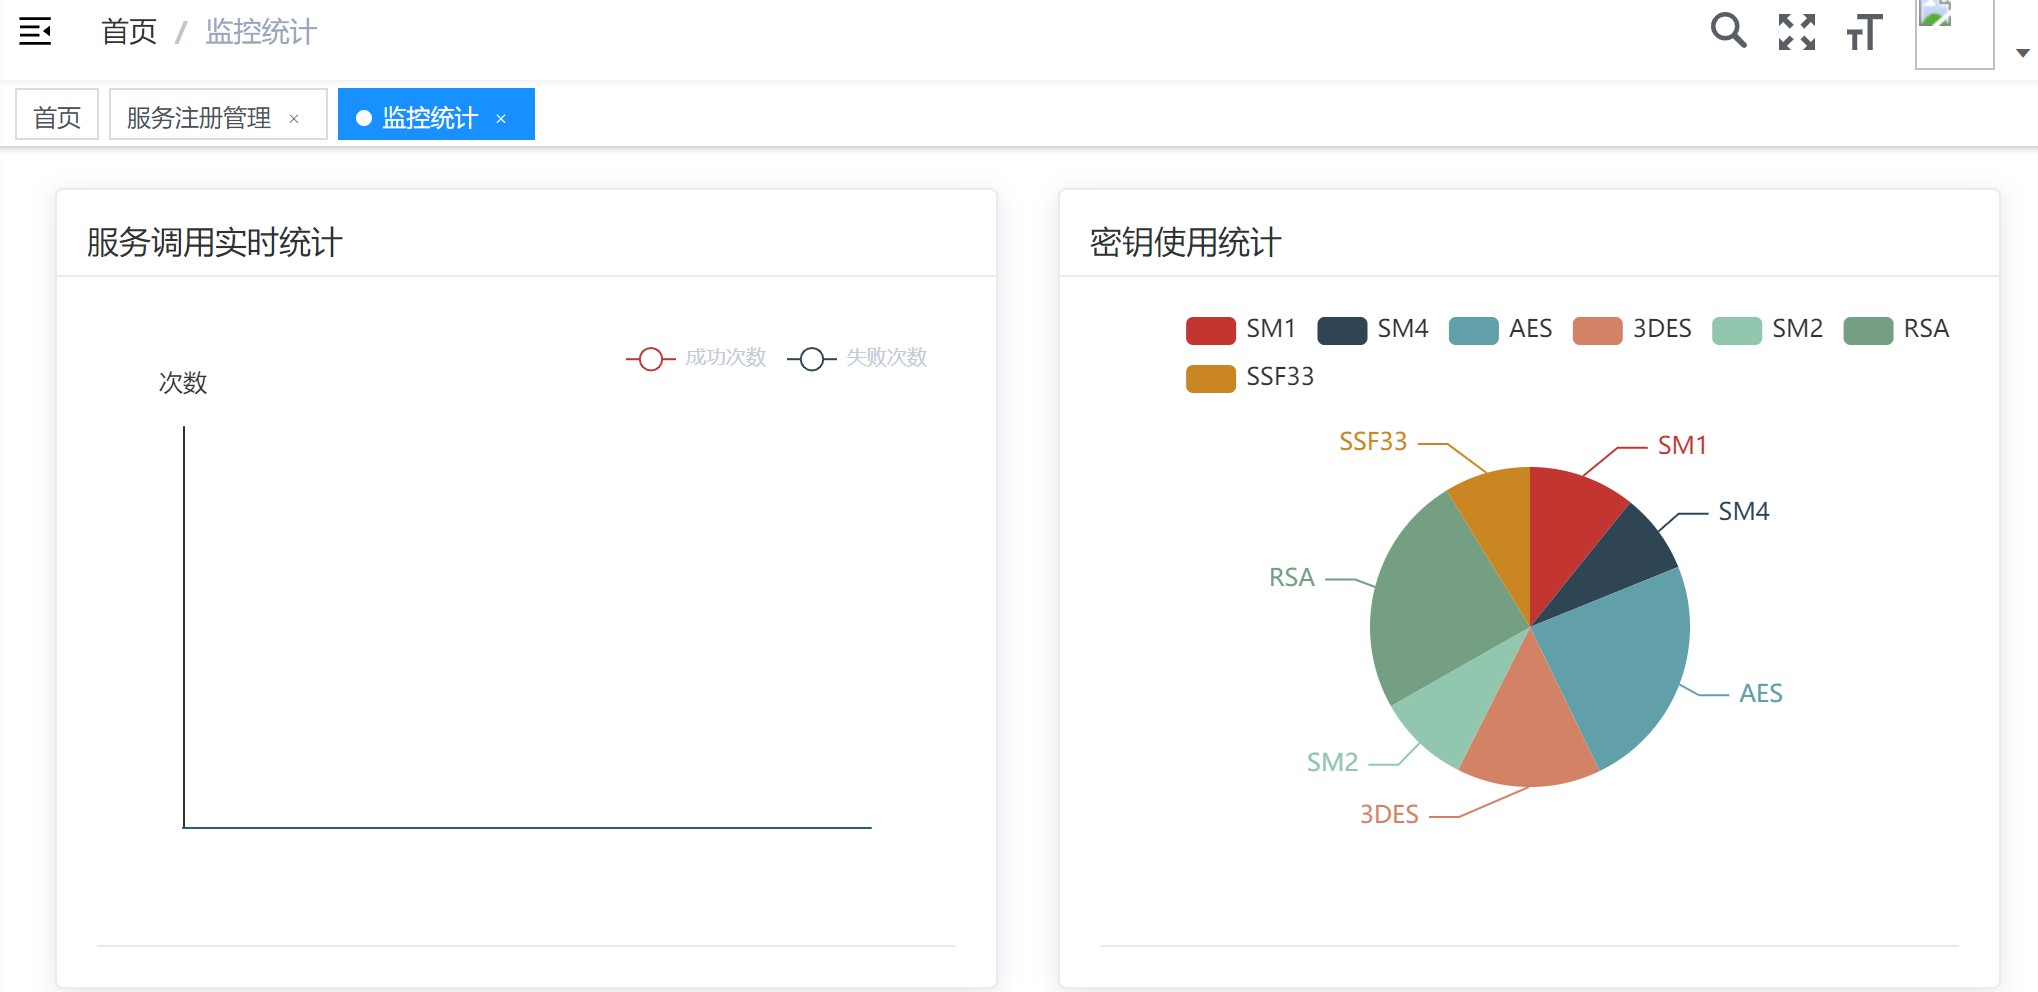 首页 / 监控统计
首页 服务注册管理 × 监控统计 ×
服务调用实时统计
成功次数 失败次数
次数
密钥使用统计
SM1 SM4 AES 3DES SM2 RSA
SSF33
SSF33 SM1
SM4
RSA
AES
SM2
3DES